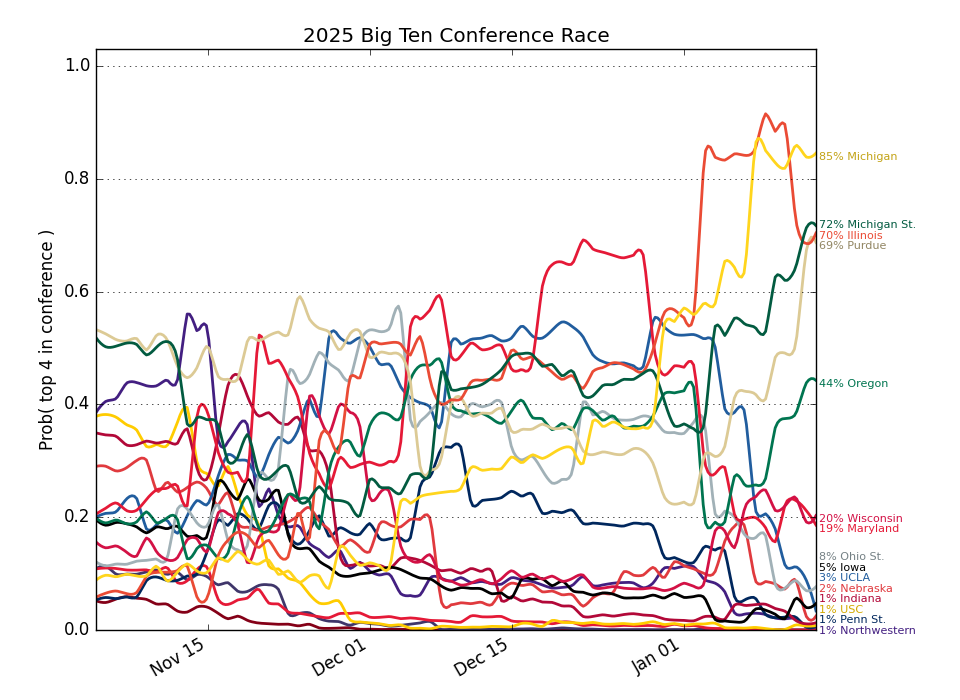 2025 Big Ten Conference Race
Prob( top 4 in conference )
1.0
0.8
0.6
0.4
0.2
0.0
Nov 15
Dec 01
Dec 15
Jan 01
85% Michigan
72% Michigan St.
70% Illinois
69% Purdue
44% Oregon
20% Wisconsin
19% Maryland
8% Ohio St.
5% Iowa
3% UCLA
2% Nebraska
1% Indiana
1% USC
1% Penn St.
1% Northwestern